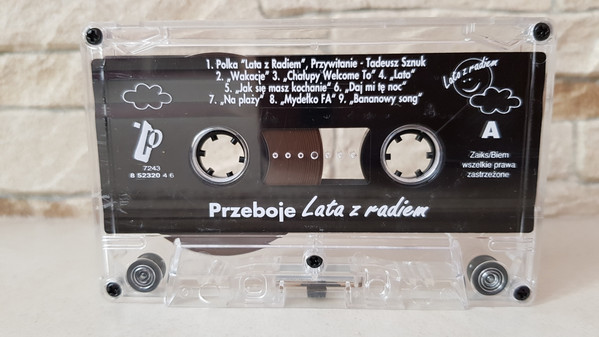 1. Polka "Lata z Radiem", Przywitanie - Tadeusz Sznuk
2. „Wakacje" 3. „Chałupy Welcome To" 4. „Lato"
5. „Jak się masz kochanie" 6. „Daj mi tę noc"
7. „Na plaży" 8. „Mydełko FA" 9. „Bananowy song"
Lata z radiem
A
7243
8 52320 4 6
Zaiks/Biem
wszelkie prawa
zastrzeżone
Przeboje Lata z radiem